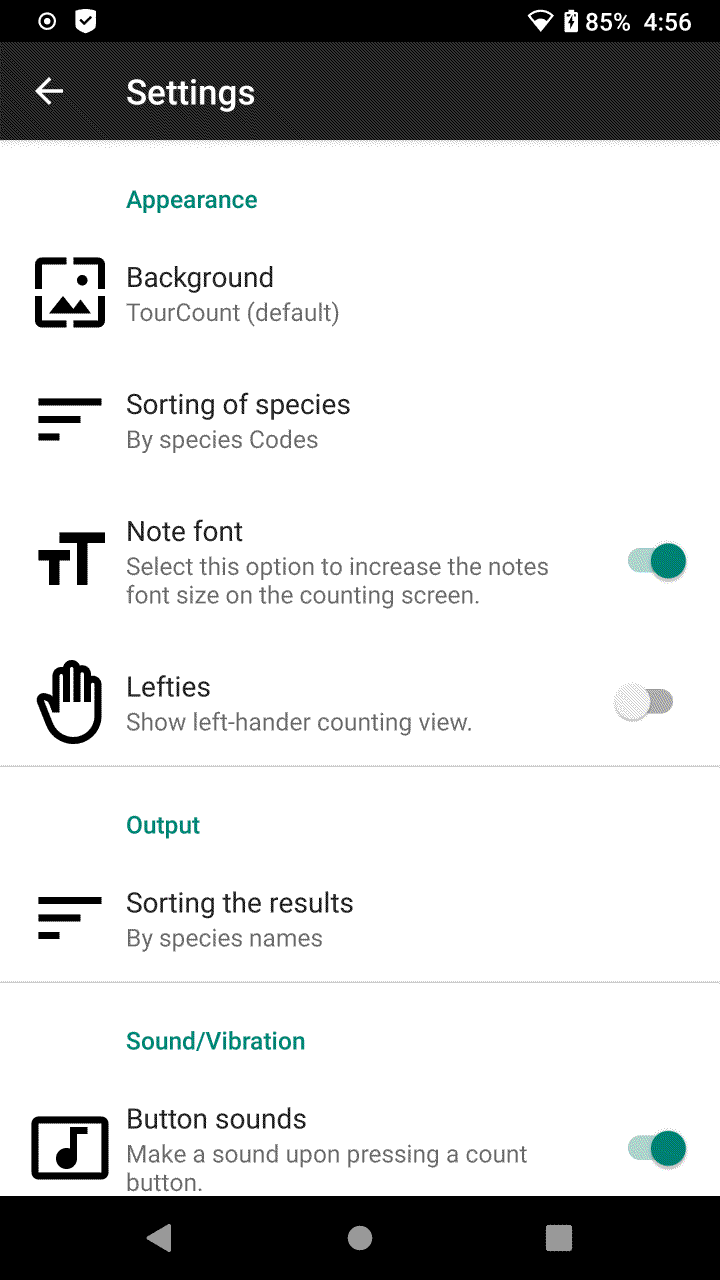 85% 4:56
Settings
Appearance
Background
TourCount (default)
Sorting of species
By species Codes
Note font
Select this option to increase the notes
font size on the counting screen.
Lefties
Show left-hander counting view.
Output
Sorting the results
By species names
Sound/Vibration
Button sounds
Make a sound upon pressing a count
button.